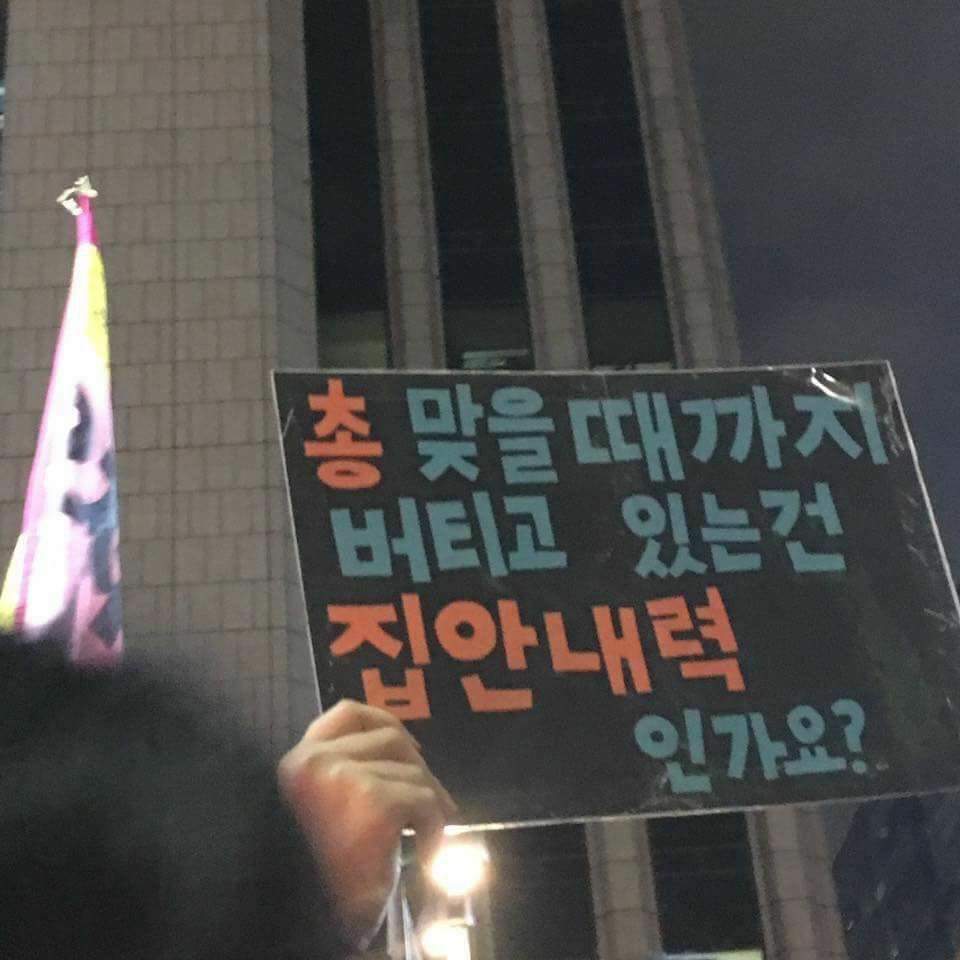 총 맞을때까지
버티고 있는건
집안내력
인가요?